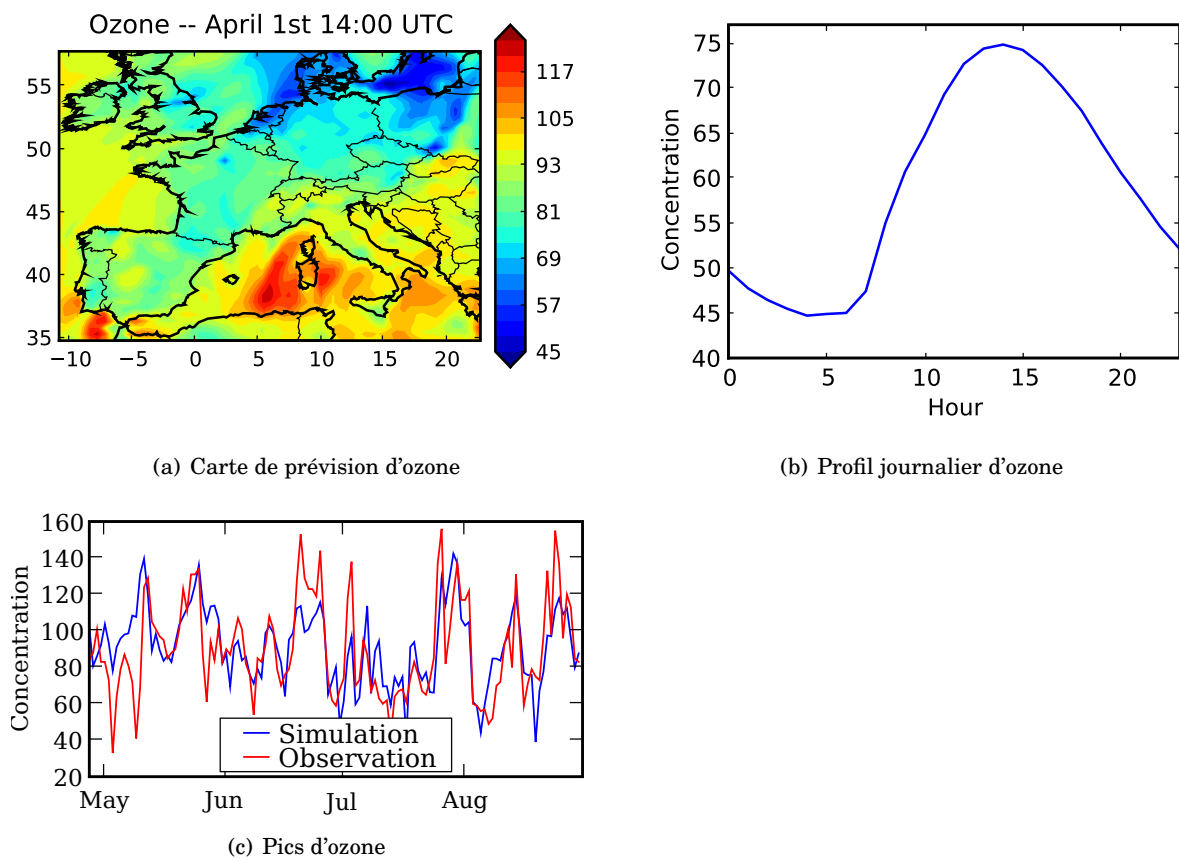 Ozone -- April 1st 14:00 UTC
55
50
45
40
35
−10 −5 0 5 10 15 20
117
105
93
81
69
57
45
(a) Carte de prévision d'ozone
Concentration
75
70
65
60
55
50
45
40
0 5 10 15 20
Hour
(b) Profil journalier d'ozone
Concentration
160
140
120
100
80
60
40
20
Simulation
Observation
May Jun Jul Aug
(c) Pics d'ozone